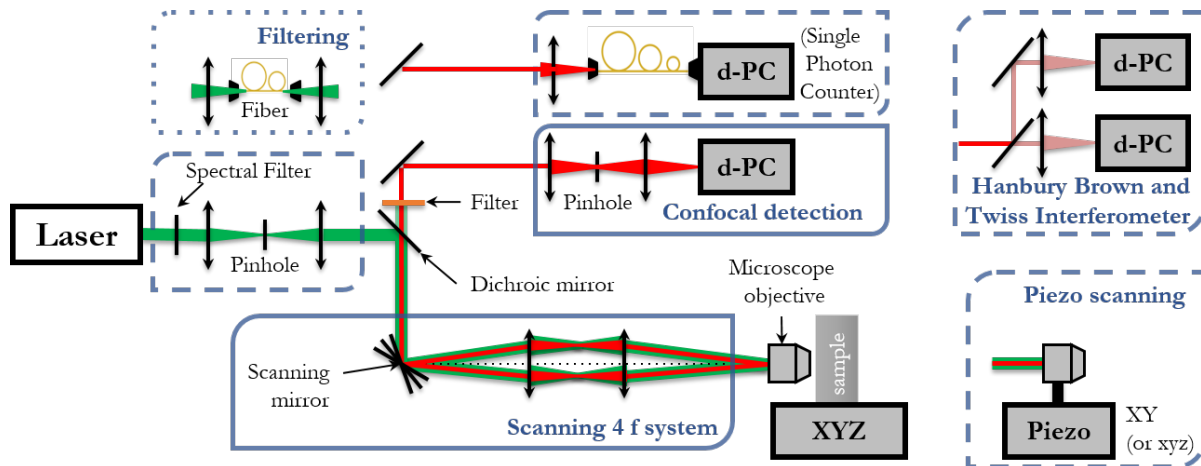 Filtering
Fiber
d-PC
(Single
Photon
Counter)
d-PC
d-PC
Hanbury Brown and
Twiss Interferometer
Spectral Filter
Pinhole
Laser
Filter
Dichroic mirror
Pinhole
d-PC
Confocal detection
Microscope
objective
Scanning
mirror
Scanning 4 f system
sample
XYZ
Piezo scanning
Piezo
XY
(or xyz)